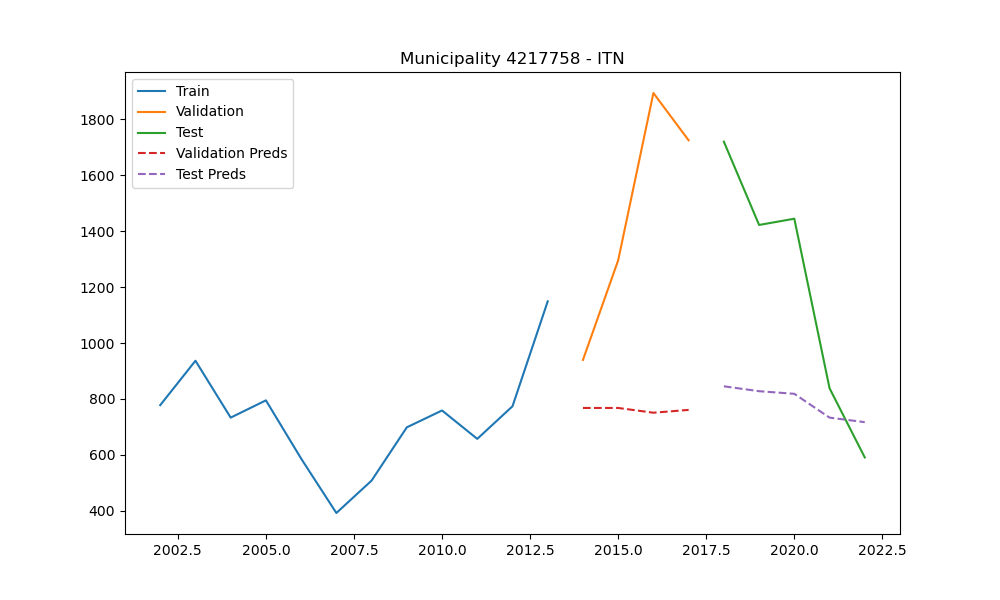 Municipality 4217758 - ITN
Train
Validation
Test
Validation Preds
Test Preds
1800
1600
1400
1200
1000
800
600
400
2002.5 2005.0 2007.5 2010.0 2012.5 2015.0 2017.5 2020.0 2022.5